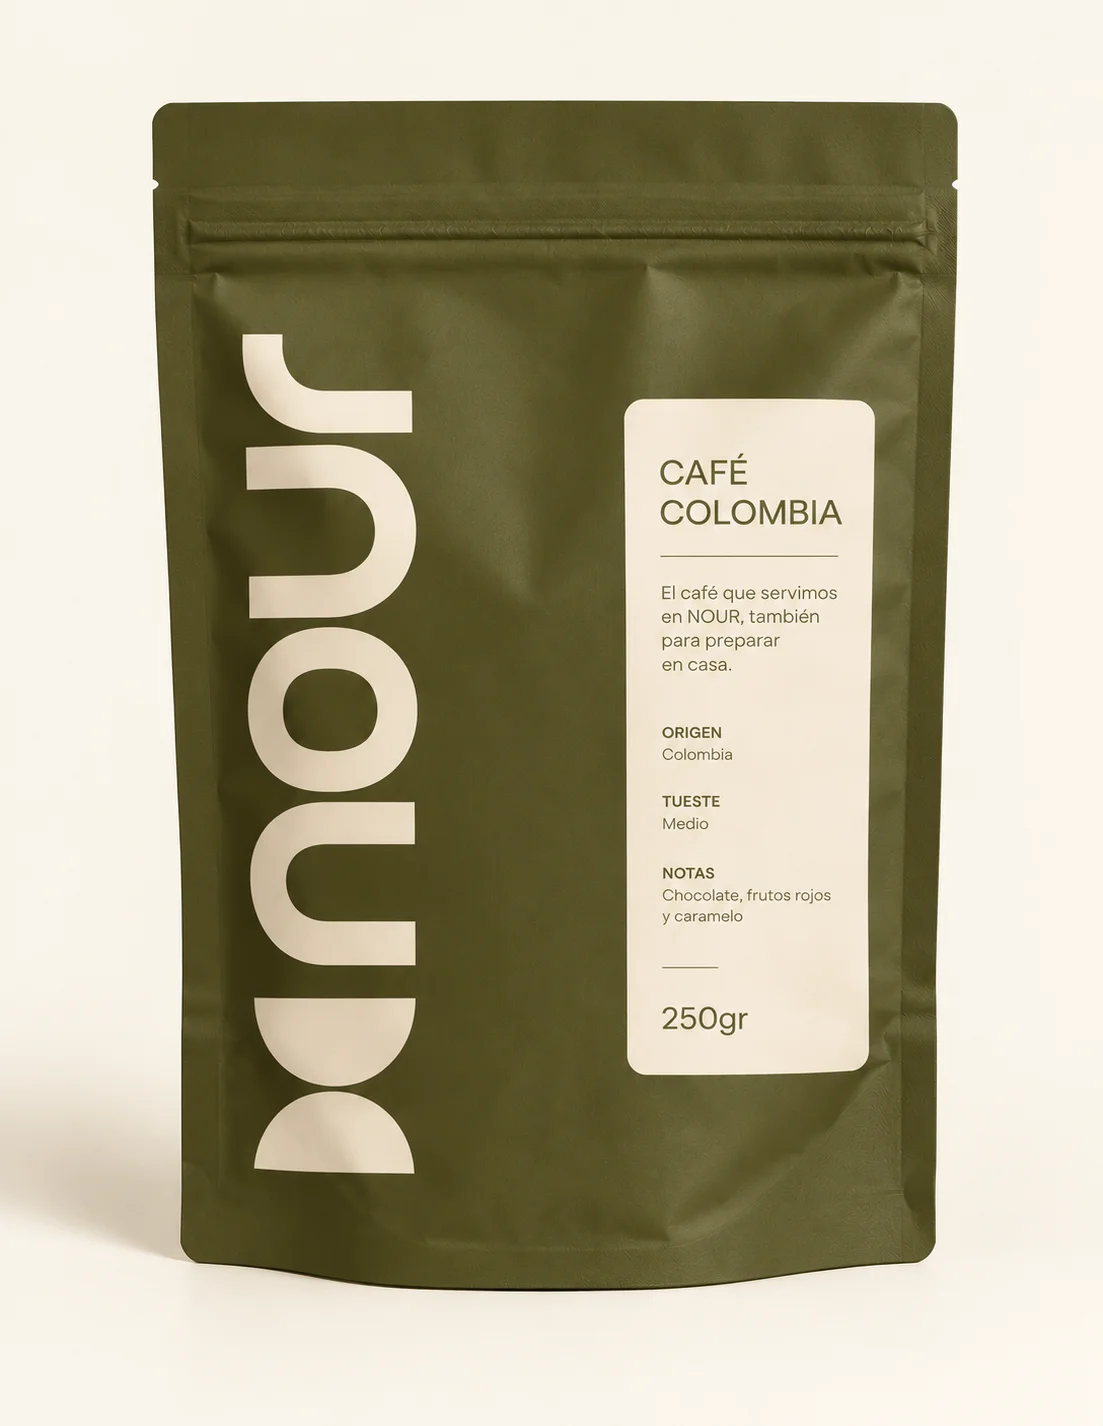 nour
CAFÉ
COLOMBIA
El café que servimos
en NOUR, también
para preparar
en casa.
ORIGEN
Colombia
TUESTE
Medio
NOTAS
Chocolate, frutos rojos
y caramelo
250gr